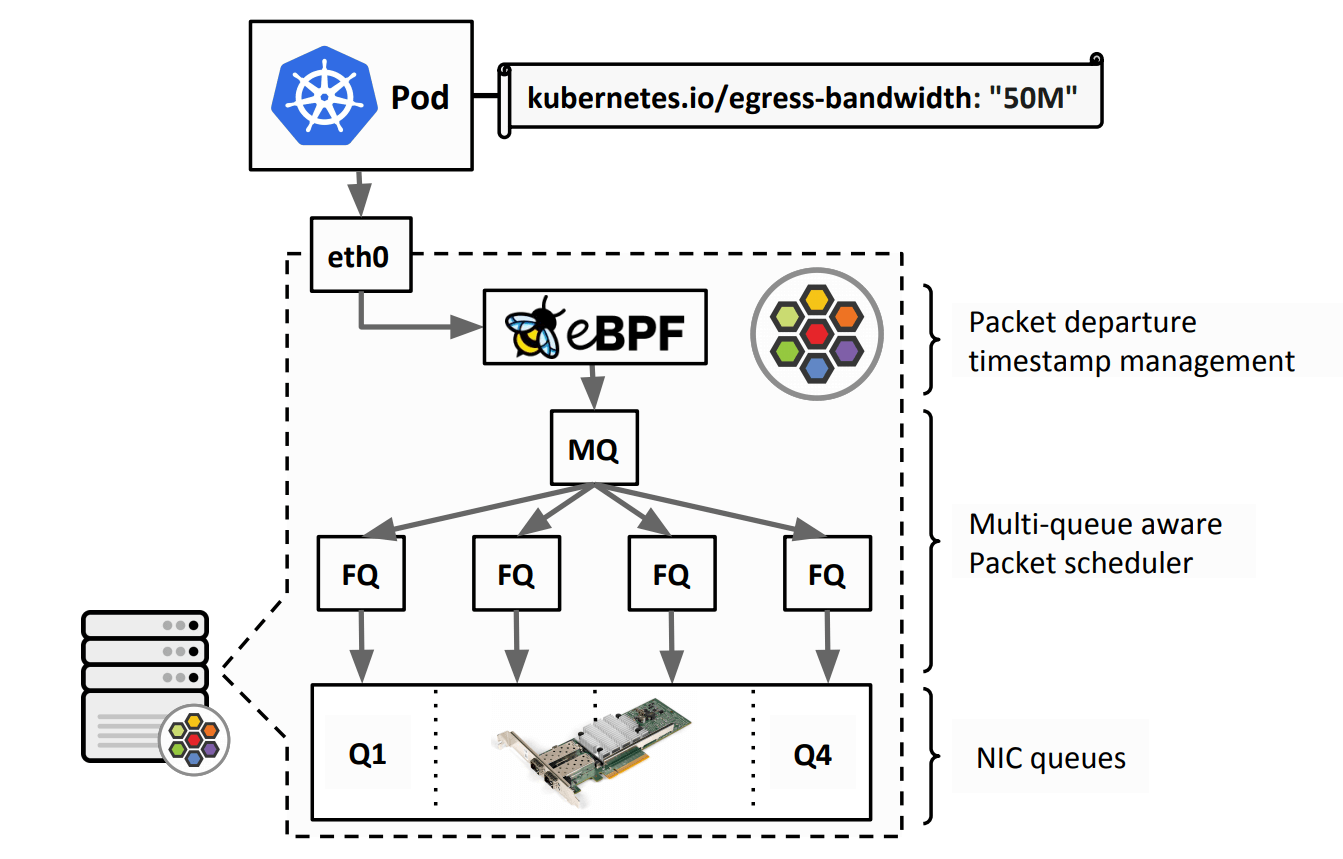 Pod
kubernetes.io/egress-bandwidth: "50M"
eth0
eBPF
Packet departure
timestamp management
MQ
Multi-queue aware
Packet scheduler
FQ
FQ
FQ
FQ
Q1
Q4
NIC queues